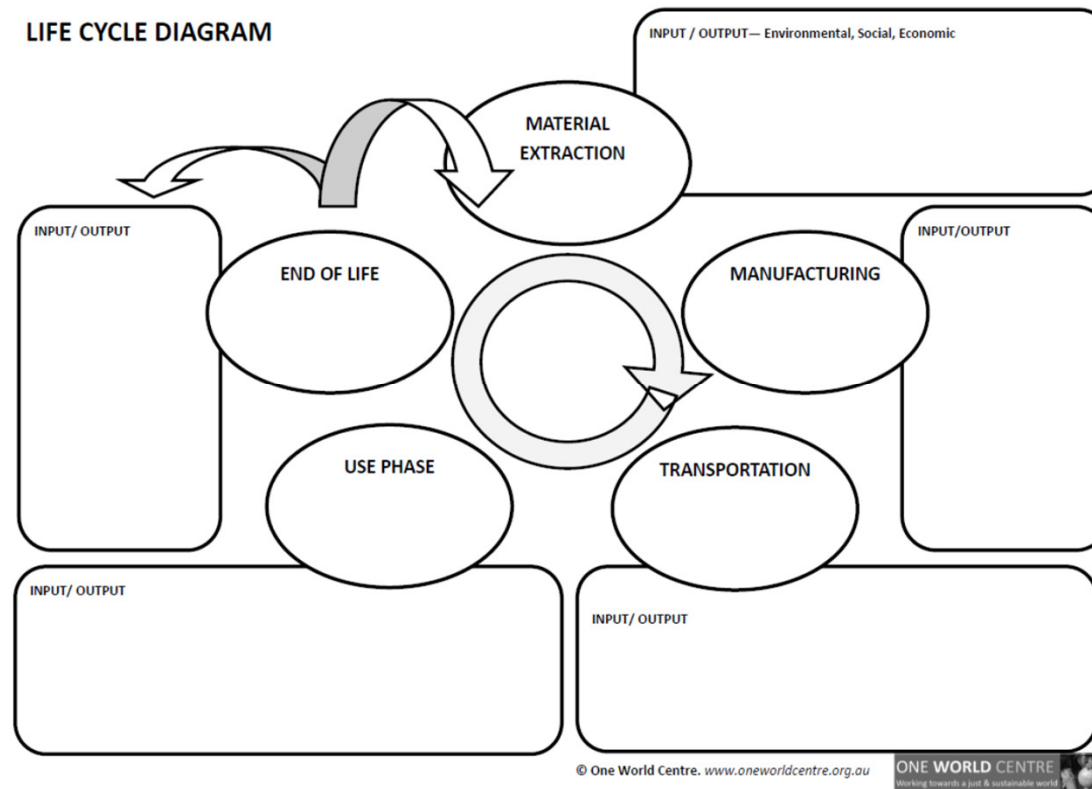 LIFE CYCLE DIAGRAM
INPUT / OUTPUT— Environmental, Social, Economic
MATERIAL
EXTRACTION
INPUT/ OUTPUT
END OF LIFE
MANUFACTURING
INPUT/OUTPUT
USE PHASE
TRANSPORTATION
INPUT/ OUTPUT
INPUT/ OUTPUT
© One World Centre. www.oneworldcentre.org.au
ONE WORLD CENTRE
Working towards a just & sustainable world